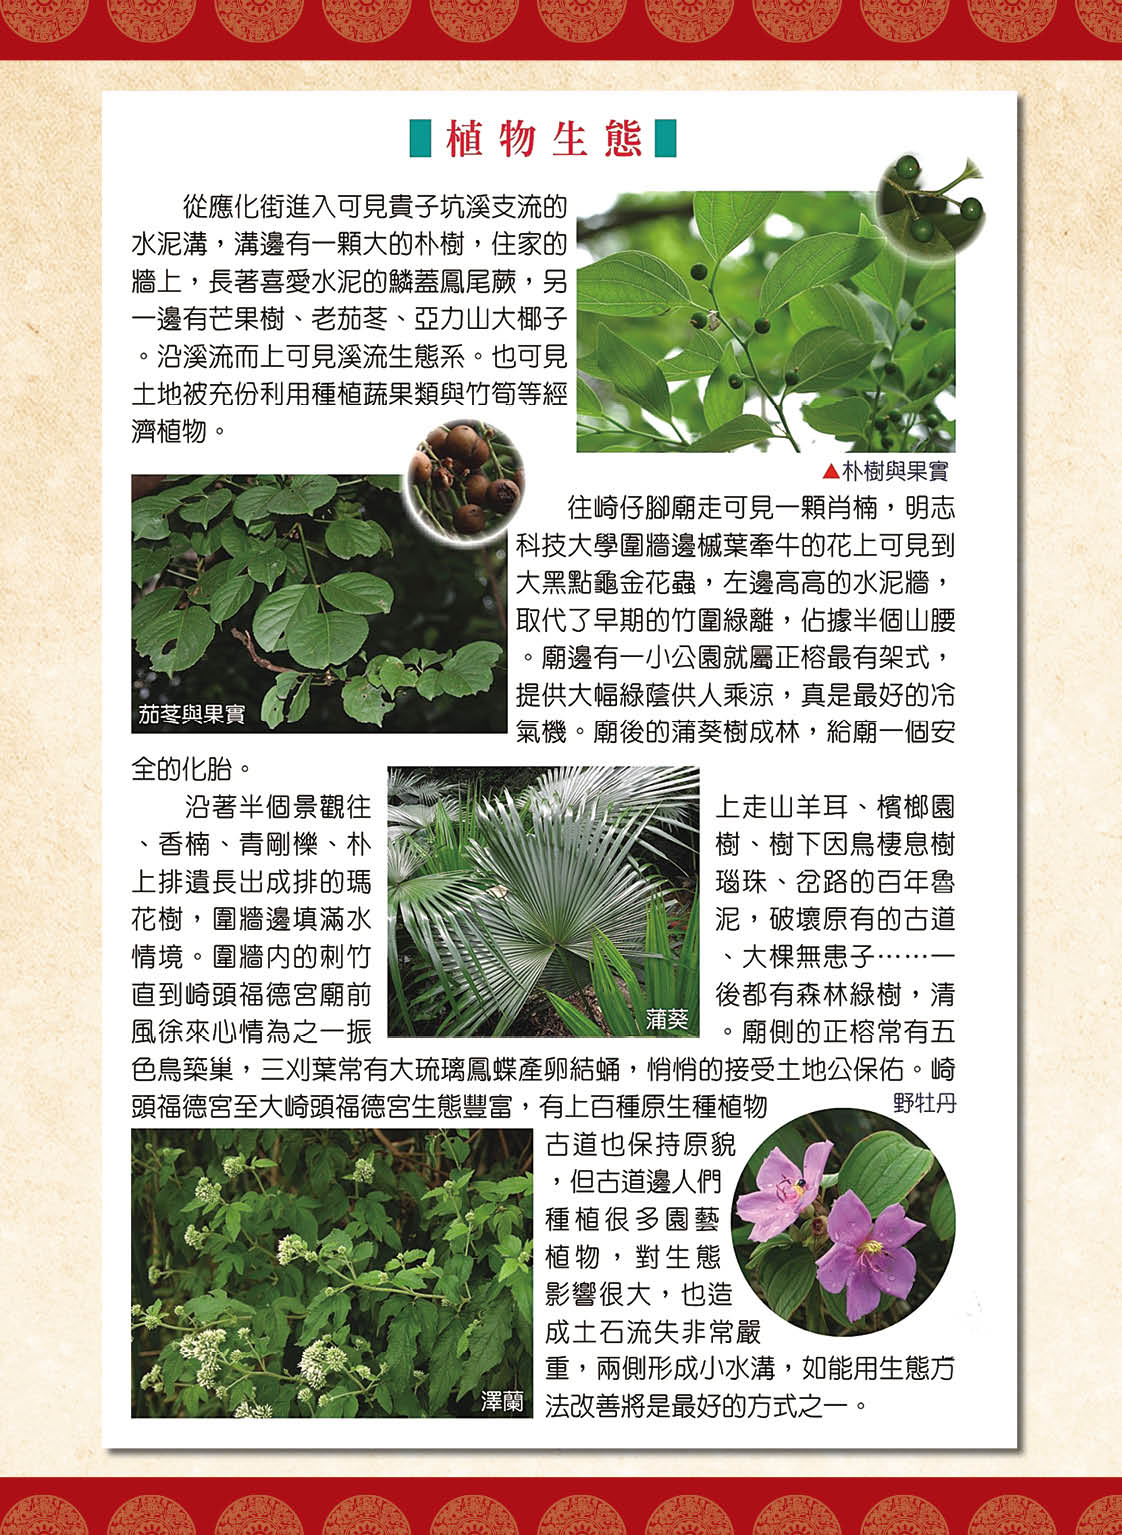 植物生態
從應化街進入可見貴子坑溪支流的
水泥溝，溝邊有一顆大的朴樹，住家的
牆上，長著喜愛水泥的鱗蓋鳳尾蕨，另
一邊有芒果樹、老茄苳、亞力山大椰子
。沿溪流而上可見溪流生態系。也可見
土地被充份利用種植蔬果類與竹筍等經
濟植物。
▲朴樹與果實
往崎仔腳廟走可見一顆肖楠，明志
科技大學圍牆邊槭葉牽牛的花上可見到
大黑點龜金花蟲，左邊高高的水泥牆，
取代了早期的竹圍綠離，佔據半個山腰
。廟邊有一小公園就屬正榕最有架式，
提供大幅綠蔭供人乘涼，真是最好的冷
氣機。廟後的蒲葵樹成林，給廟一個安
全的化胎。
茄苳與果實
沿著半個景觀往上走山羊耳、檳榔園
、香楠、青剛櫟、朴樹、樹下因鳥棲息樹
上排遺長出成排的瑪瑙珠、岔路的百年魯
花樹，圍牆邊填滿水泥，破壞原有的古道
情境。圍牆內的刺竹、大棵無患子⋯⋯一
直到崎頭福德宮廟前後都有森林綠樹，清
風徐來心情為之一振。廟側的正榕常有五
色鳥築巢，三刈葉常有大琉璃鳳蝶產卵結蛹，悄悄的接受土地公保佑。崎
頭福德宮至大崎頭福德宮生態豐富，有上百種原生種植物
古道也保持原貌
，但古道邊人們
種植很多園藝
植物，對生態
影響很大，也造
成土石流失非常嚴
重，兩側形成小水溝，如能用生態方
法改善將是最好的方式之一。
蒲葵
野牡丹
澤蘭